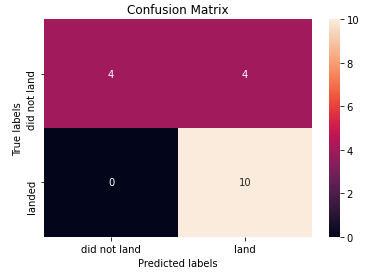 Confusion Matrix
True labels
did not land
landed
4
4
0
10
did not land
land
Predicted labels
10
8
6
4
2
0